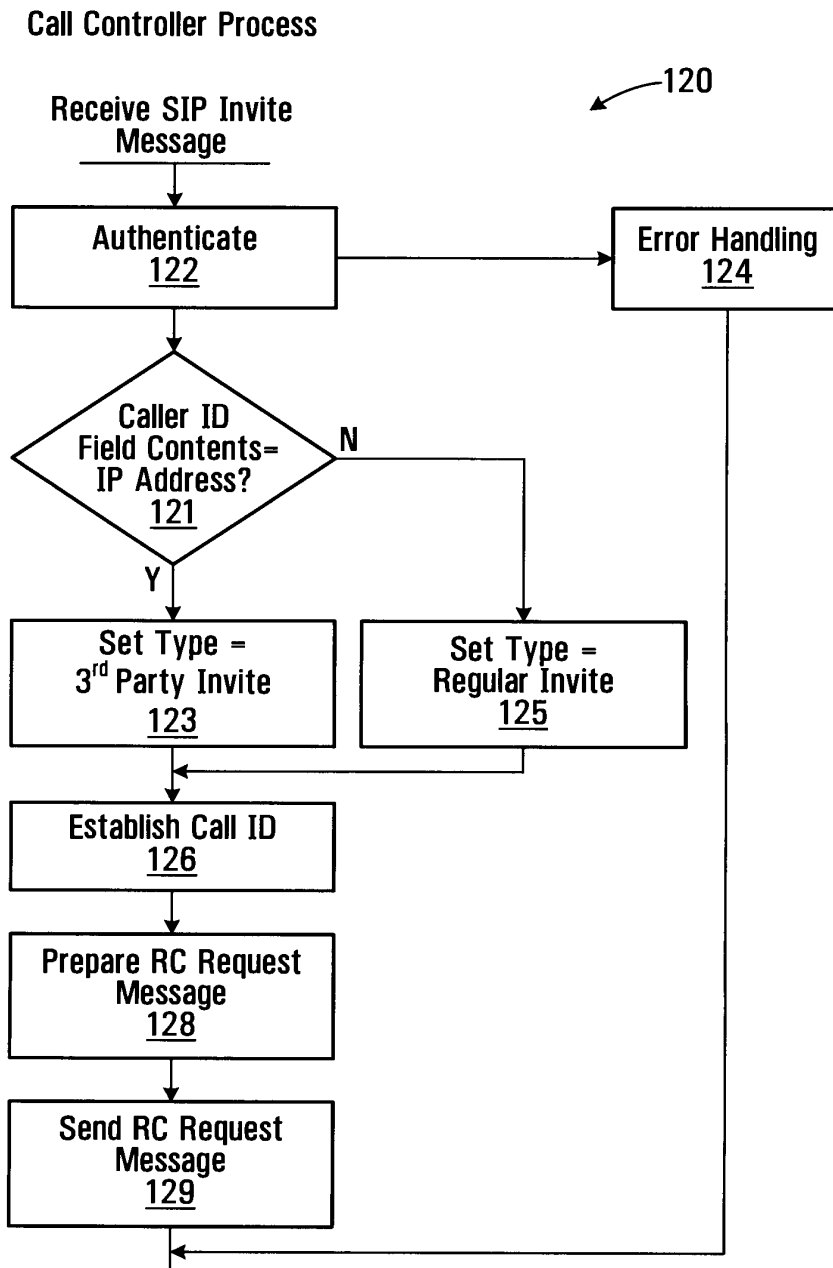 Call Controller Process
120
Receive SIP Invite
Message
Authenticate
122
Error Handling
124
Caller ID
Field Contents=
IP Address?
121
N
Y
Set Type =
3rd Party Invite
123
Set Type =
Regular Invite
125
Establish Call ID
126
Prepare RC Request
Message
128
Send RC Request
Message
129